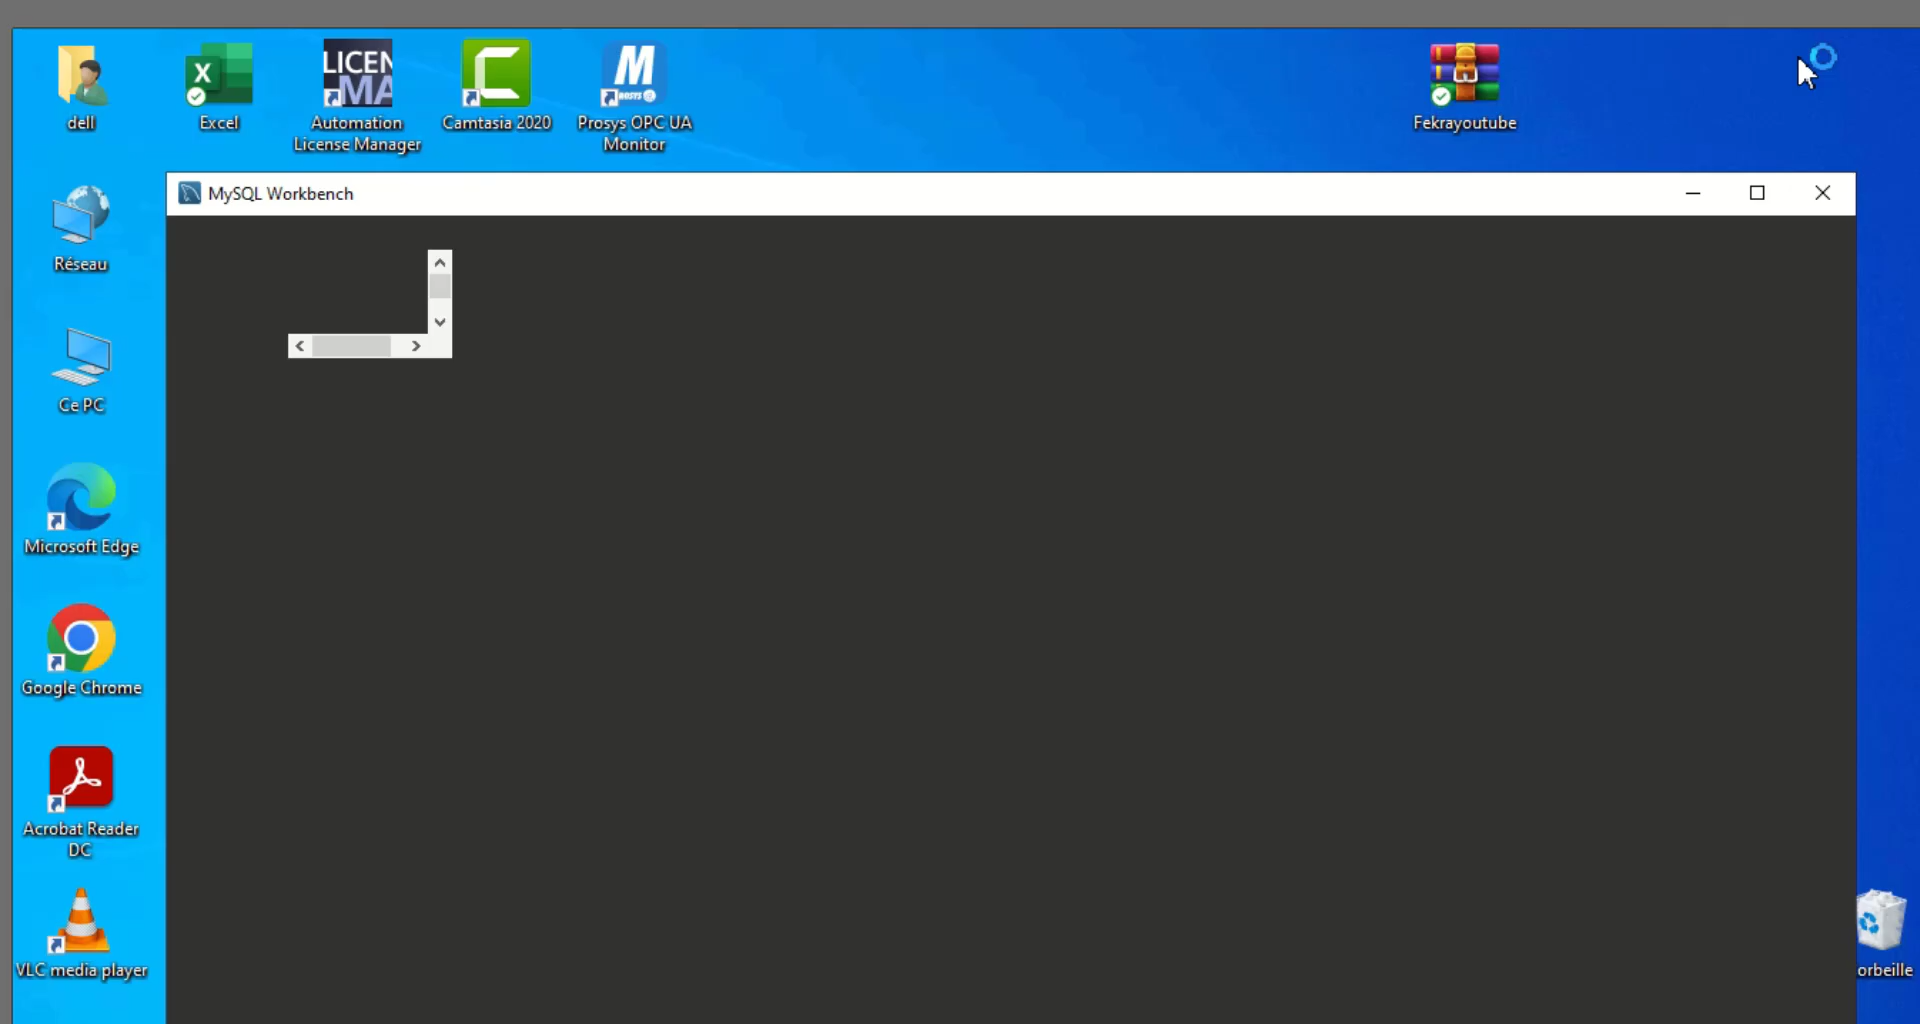 dell
Excel
LICEN
MA
Automation
License Manager
Camtasia 2020
M
PROSYS
Prosys OPC UA
Monitor
Fekrayoutube
MySQL Workbench
Réseau
Ce PC
Microsoft Edge
Google Chrome
Acrobat Reader
DC
VLC media player
orbeille